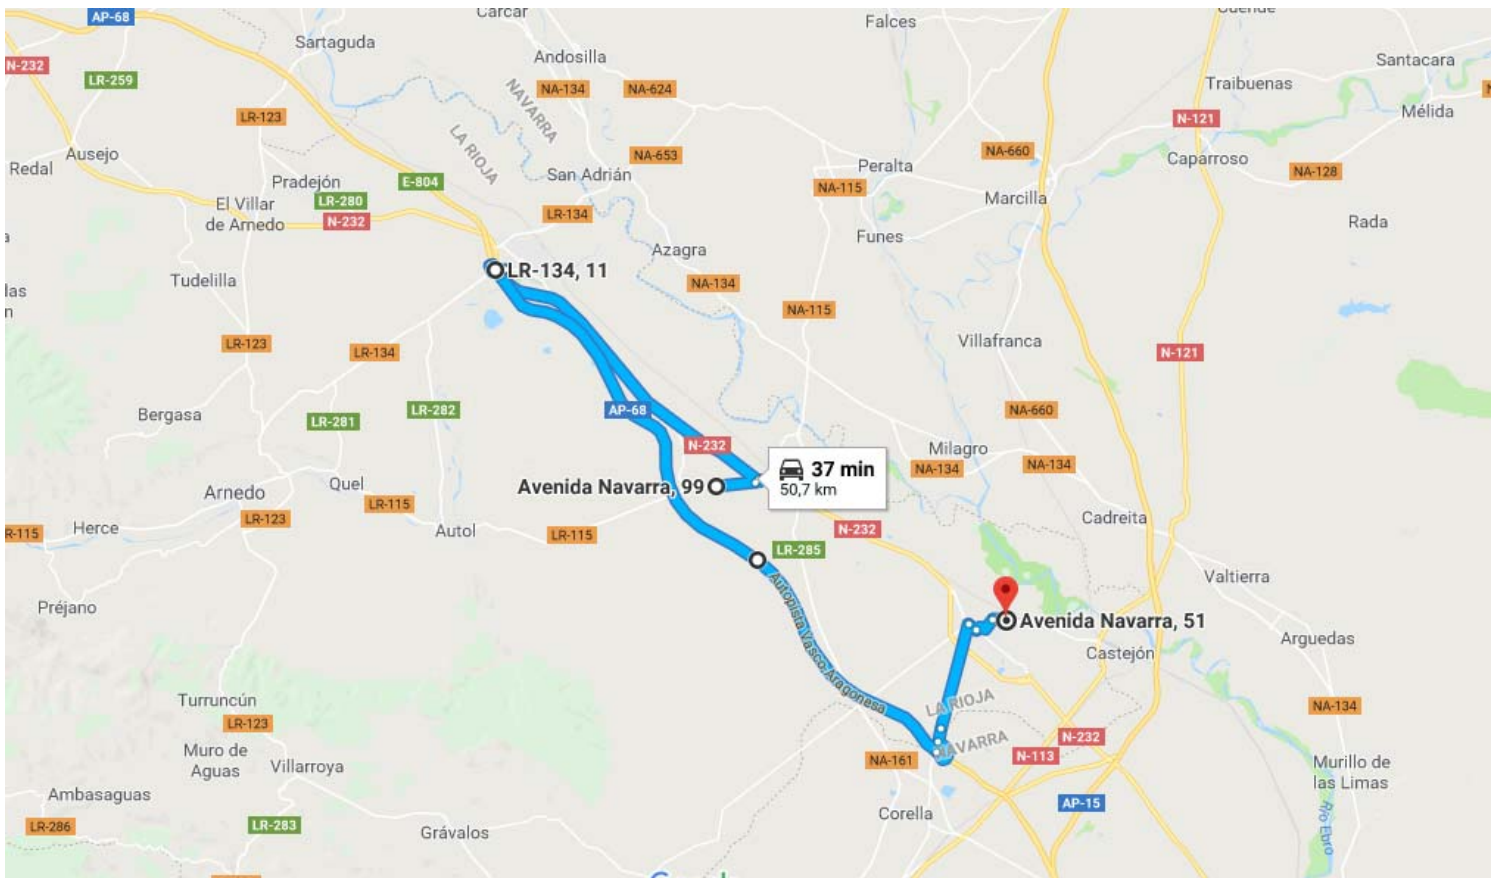 AP-68
Carcar
Falces
Sartaguda
Andosilla
Santacara
N-232
LR-259
NA-134
NA-624
Traibuenas
NAVARRA
Mélida
LR-123
N-121
LA RIOJA
Ausejo
NA-653
NA-660
Caparroso
Redal
Peralta
NA-128
San Adrián
Pradejón
E-804
NA-115
LR-280
Marcilla
El Villar
de Arnedo
N-232
LR-134
Rada
Azagra
Funes
LR-134, 11
Tudelilla
NA-134
las
NA-115
LR-123
LR-134
Villafranca
N-121
AP-68
LR-282
NA-660
Bergasa
LR-281
N-232
Milagro
37 min
50,7 km
NA-134
NA-134
Quel
Avenida Navarra, 99
Arnedo
LR-115
LR-123
Cadreita
Herce
Autol
LR-115
N-232
R-115
LR-285
Valtierra
Autopista Vasco-Aragonesa
Préjano
Avenida Navarra, 51
Arguedas
Castejón
Turruncún
LR-123
LA RIOJA
NA-134
NAVARRA
N-232
N-113
Muro de
Aguas
Villarroya
NA-161
Murillo de
las Limas
Ambasaguas
AP-15
Corella
LR-286
LR-283
Grávalos
Río Ebro